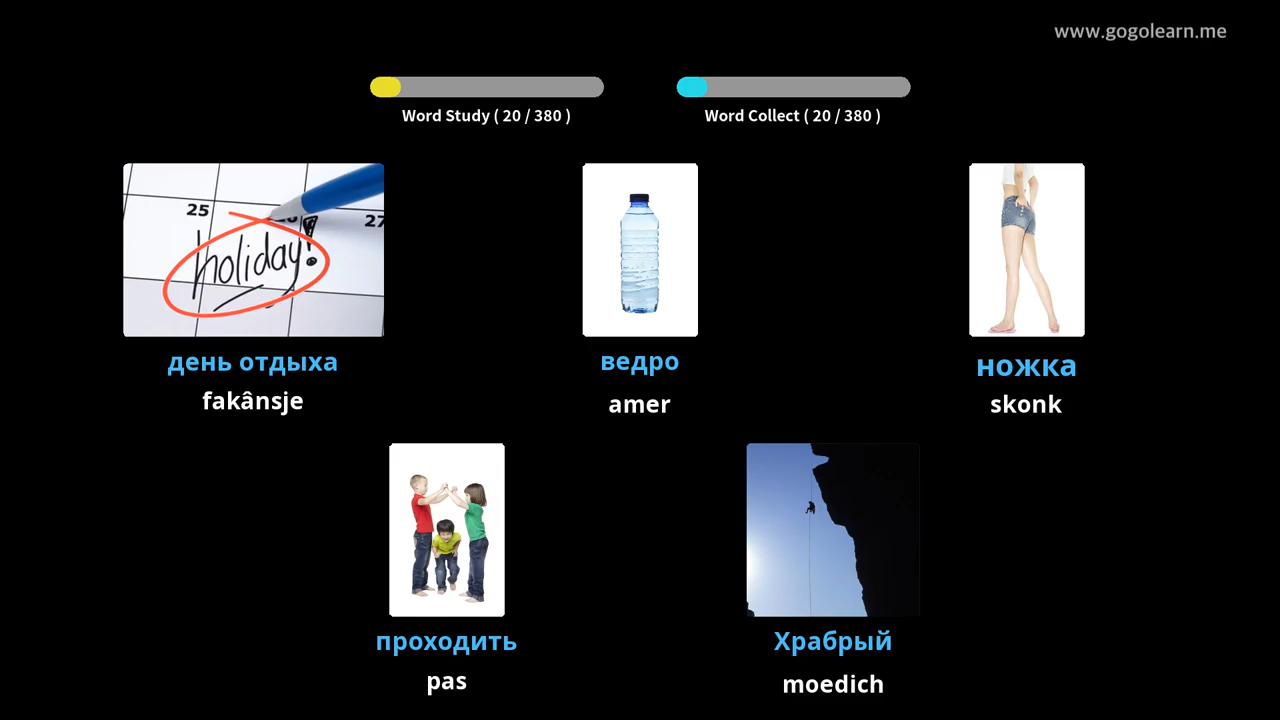 www.gogolearn.me
Word Study ( 20 / 380 )
Word Collect ( 20 / 380 )
25
27
holiday!
день отдыха
ведро
ножка
fakânsje
amer
skonk
проходить
Храбрый
pas
moedich